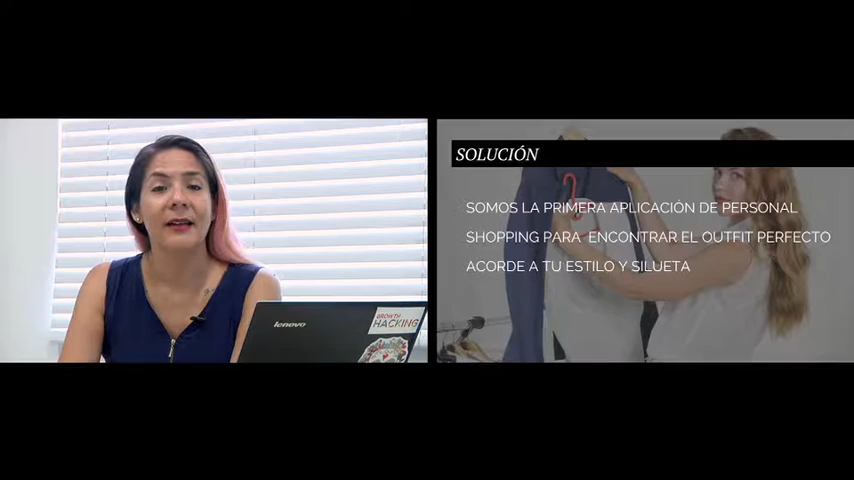 lenovo
GROWTH
HACKING
SOLUCIÓN
SOMOS LA PRIMERA APLICACIÓN DE PERSONAL
SHOPPING PARA ENCONTRAR EL OUTFIT PERFECTO
ACORDE A TU ESTILO Y SILUETA